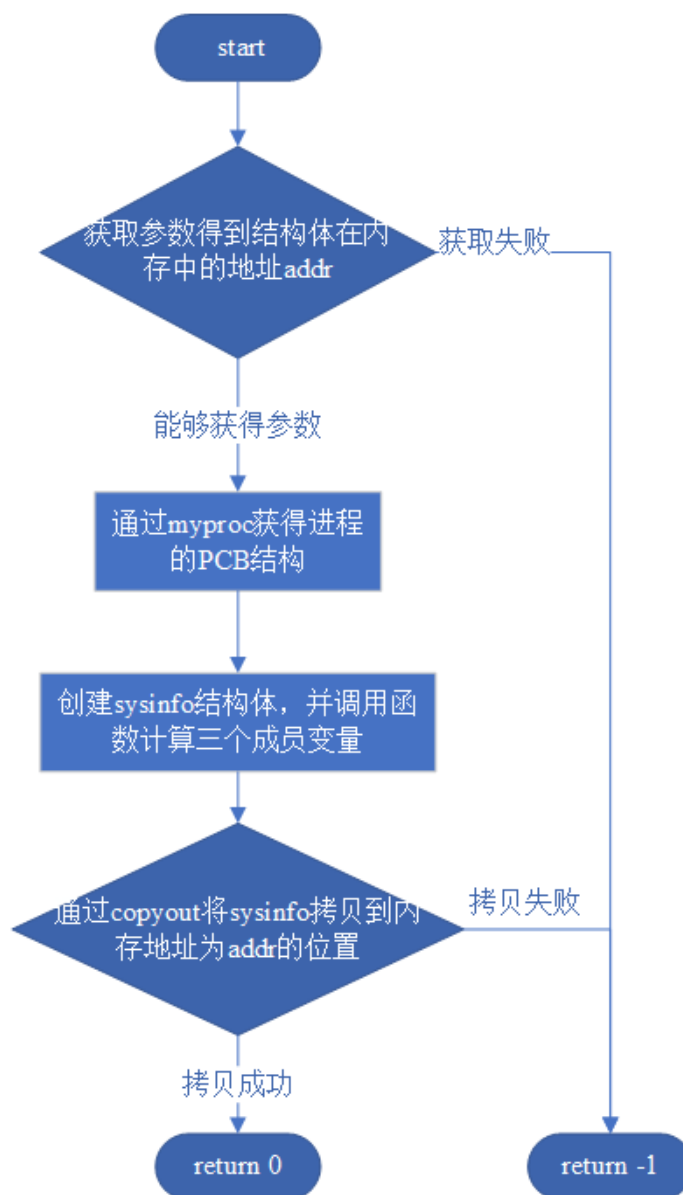 start
获取参数得到结构体在内
存中的地址addr
获取失败
能够获得参数
通过myproc获得进程
的PCB结构
创建sysinfo结构体，并调用函
数计算三个成员变量
通过copyout将sysinfo拷贝到内
存地址为addr的位置
拷贝失败
拷贝成功
return 0
return -1